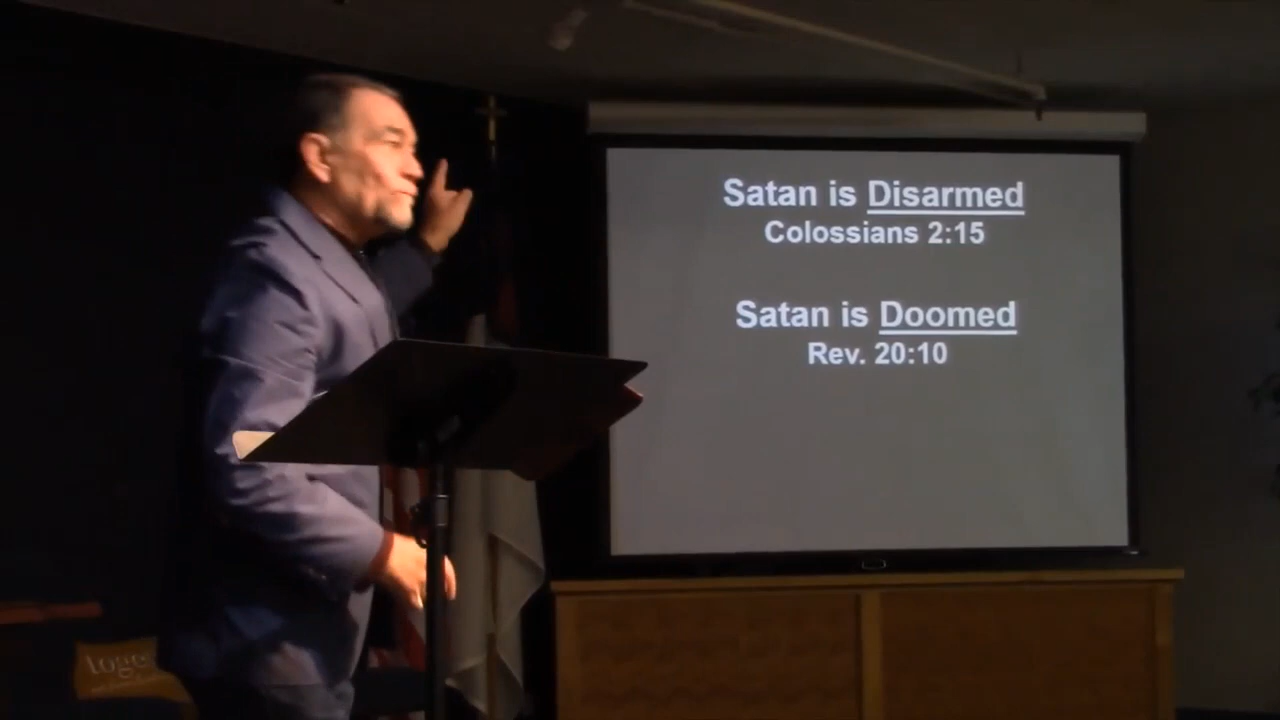 Satan is Disarmed
Colossians 2:15
Satan is Doomed
Rev. 20:10